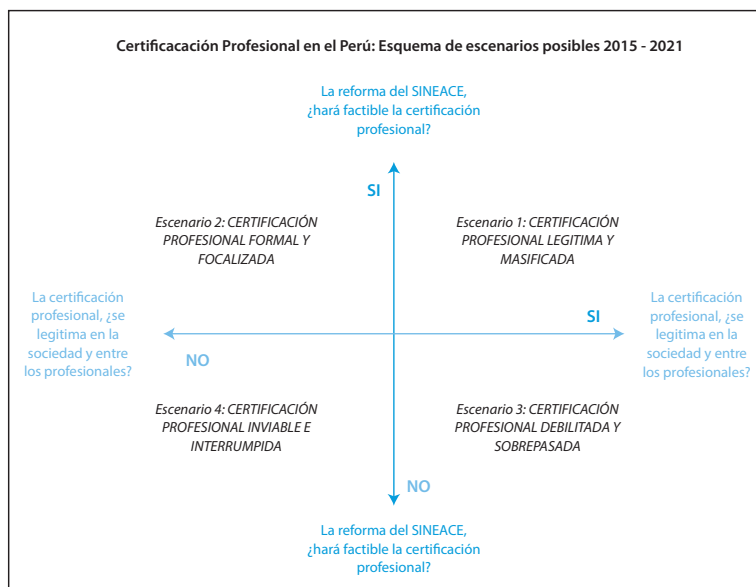 Certificacación Profesional en el Perú: Esquema de escenarios posibles 2015 - 2021
La reforma del SINEACE,
¿hará factible la certificación
profesional?
SI
Escenario 2: CERTIFICACIÓN
PROFESIONAL FORMAL Y
FOCALIZADA
Escenario 1: CERTIFICACIÓN
PROFESIONAL LEGITIMA Y
MASIFICADA
La certificación
profesional, ¿se
legitima en la
sociedad y entre
los profesionales?
NO
SI
La certificación
profesional, ¿se
legitima en la
sociedad y entre
los profesionales?
Escenario 4: CERTIFICACIÓN
PROFESIONAL INVIABLE E
INTERRUMPIDA
Escenario 3: CERTIFICACIÓN
PROFESIONAL DEBILITADA Y
SOBREPASADA
NO
La reforma del SINEACE,
¿hará factible la certificación
profesional?